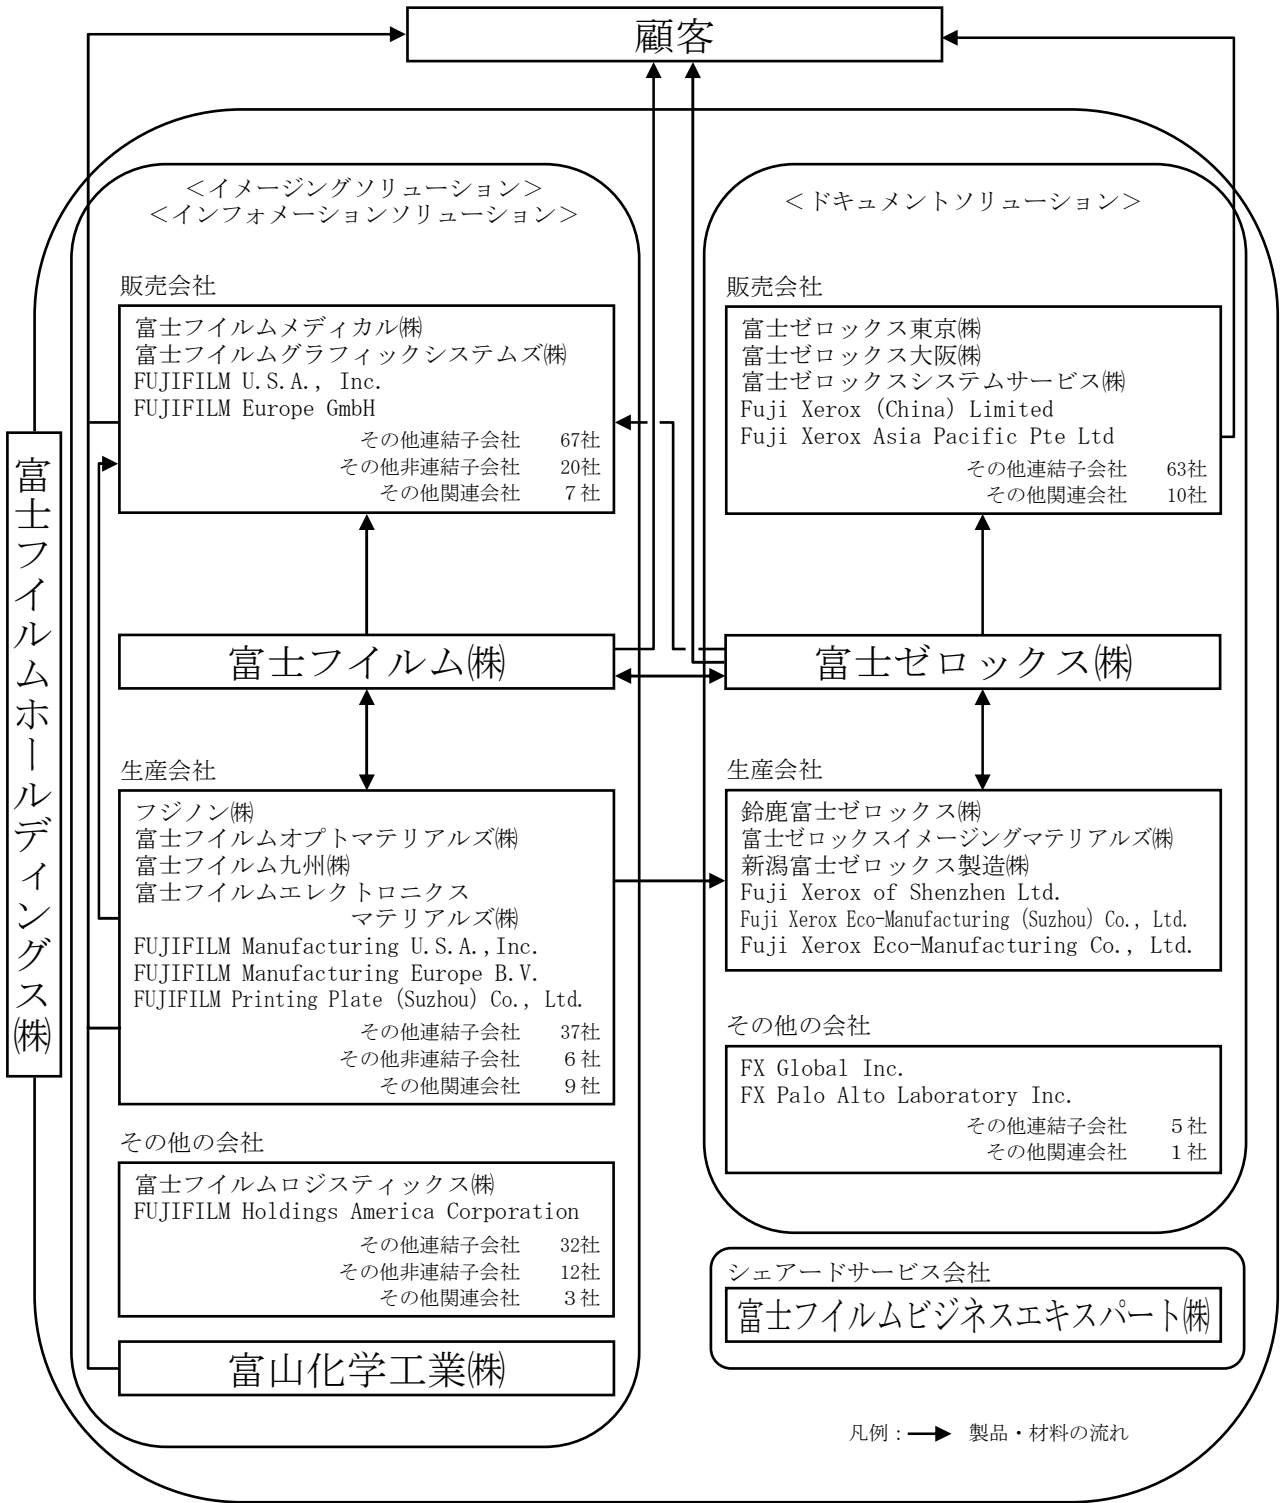 顧客
富士フイルムホールディングス㈱
＜イメージングソリューション＞
＜インフォメーションソリューション＞
販売会社
富士フイルムメディカル㈱
富士フイルムグラフィックシステムズ㈱
FUJIFILM U.S.A., Inc.
FUJIFILM Europe GmbH
その他連結子会社 67社
その他非連結子会社 20社
その他関連会社 ７社
富士フイルム㈱
生産会社
フジノン㈱
富士フイルムオプトマテリアルズ㈱
富士フイルム九州㈱
富士フイルムエレクトロニクス
マテリアルズ㈱
FUJIFILM Manufacturing U.S.A.,Inc.
FUJIFILM Manufacturing Europe B.V.
FUJIFILM Printing Plate (Suzhou) Co., Ltd.
その他連結子会社 37社
その他非連結子会社 ６社
その他関連会社 ９社
その他の会社
富士フイルムロジスティックス㈱
FUJIFILM Holdings America Corporation
その他連結子会社 32社
その他非連結子会社 12社
その他関連会社 ３社
富山化学工業㈱
＜ドキュメントソリューション＞
販売会社
富士ゼロックス東京㈱
富士ゼロックス大阪㈱
富士ゼロックスシステムサービス㈱
Fuji Xerox (China) Limited
Fuji Xerox Asia Pacific Pte Ltd
その他連結子会社 63社
その他関連会社 10社
富士ゼロックス㈱
生産会社
鈴鹿富士ゼロックス㈱
富士ゼロックスイメージングマテリアルズ㈱
新潟富士ゼロックス製造㈱
Fuji Xerox of Shenzhen Ltd.
Fuji Xerox Eco-Manufacturing (Suzhou) Co., Ltd.
Fuji Xerox Eco-Manufacturing Co., Ltd.
その他の会社
FX Global Inc.
FX Palo Alto Laboratory Inc.
その他連結子会社 ５社
その他関連会社 １社
シェアードサービス会社
富士フイルムビジネスエキスパート㈱
凡例：→ 製品・材料の流れ